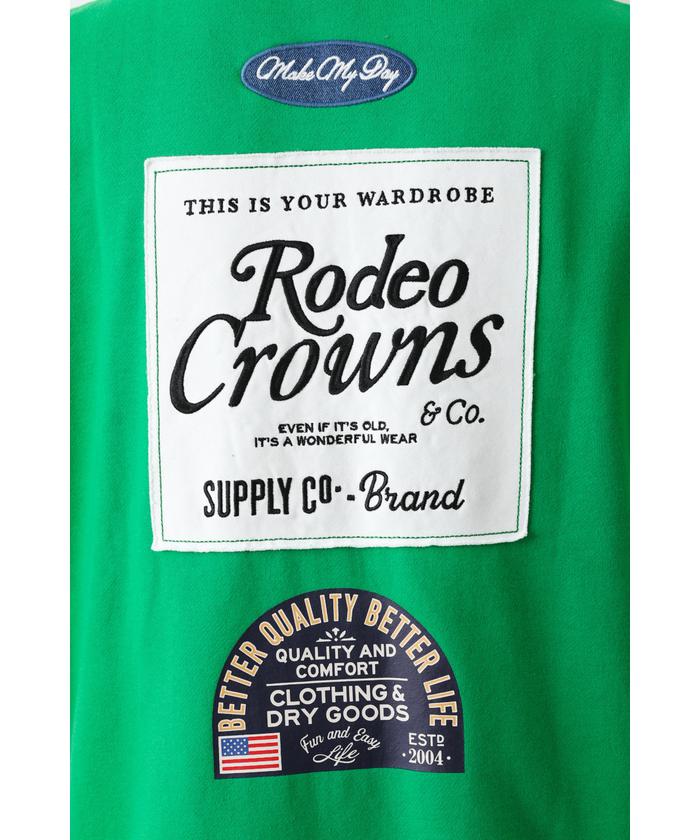 Make My Day
THIS IS YOUR WARDROBE
Rodeo
Crowns
& Co.
EVEN IF IT'S OLD,
IT'S A WONDERFUL WEAR
SUPPLY CO. - Brand
BETTER QUALITY BETTER LIFE
QUALITY AND
COMFORT
CLOTHING &
DRY GOODS
Fun and Easy
Life
ESTD
·2004·